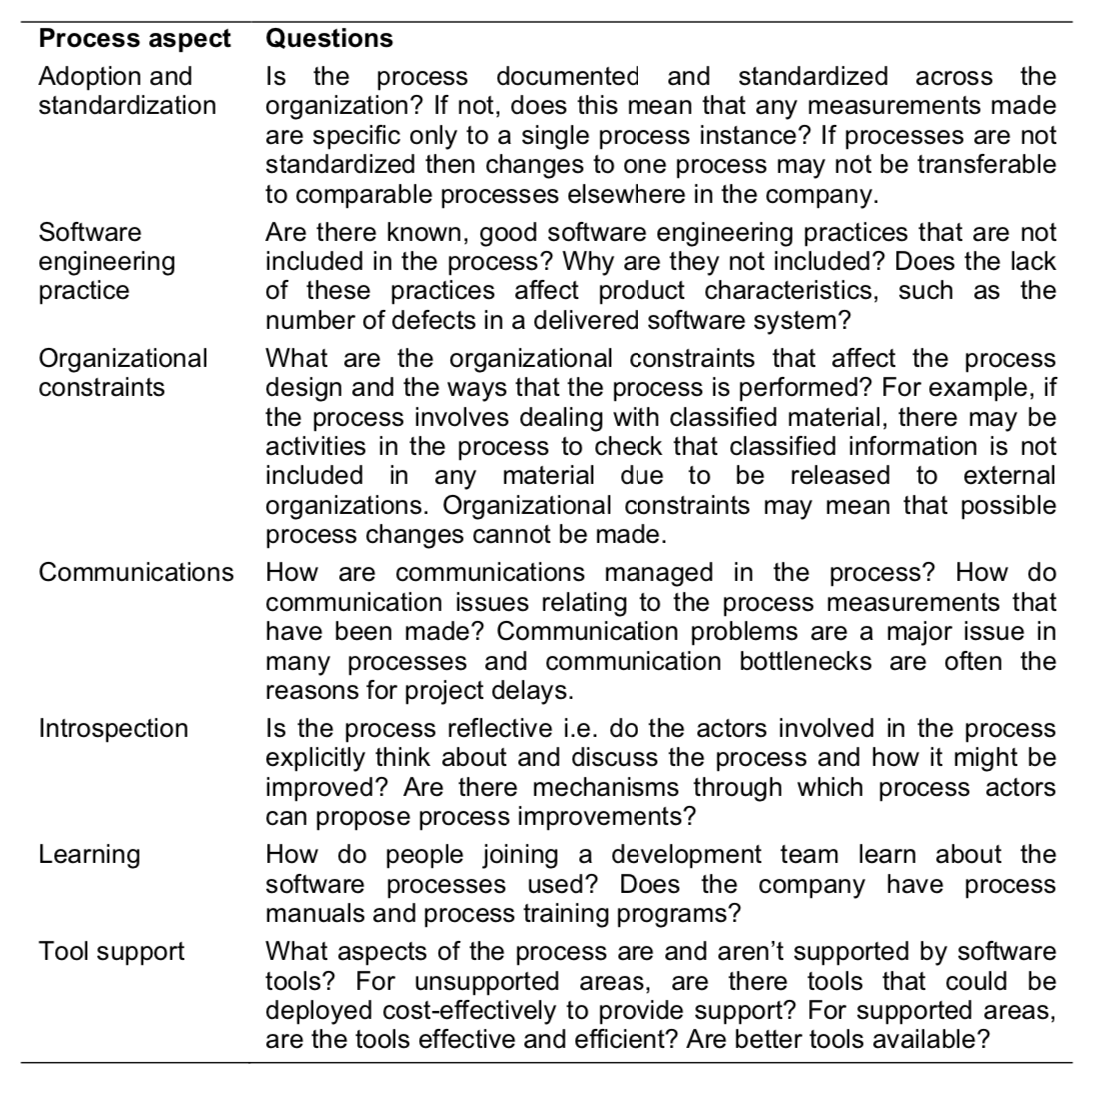 Process aspect Questions
Adoption and standardization
Is the process documented and standardized across the
organization? If not, does this mean that any measurements made
are specific only to a single process instance? If processes are not
standardized then changes to one process may not be transferable
to comparable processes elsewhere in the company.
Software
engineering
practice
Are there known, good software engineering practices that are not
included in the process? Why are they not included? Does the lack
of these practices affect product characteristics, such as the
number of defects in a delivered software system?
Organizational
constraints
What are the organizational constraints that affect the process
design and the ways that the process is performed? For example, if
the process involves dealing with classified material, there may be
activities in the process to check that classified information is not
included in any material due to be released to external
organizations. Organizational constraints may mean that possible
process changes cannot be made.
Communications
How are communications managed in the process? How do
communication issues relating to the process measurements that
have been made? Communication problems are a major issue in
many processes and communication bottlenecks are often the
reasons for project delays.
Introspection
Is the process reflective i.e. do the actors involved in the process
explicitly think about and discuss the process and how it might be
improved? Are there mechanisms through which process actors
can propose process improvements?
Learning
How do people joining a development team learn about the
software processes used? Does the company have process
manuals and process training programs?
Tool support
What aspects of the process are and aren’t supported by software
tools? For unsupported areas, are there tools that could be
deployed cost-effectively to provide support? For supported areas,
are the tools effective and efficient? Are better tools available?